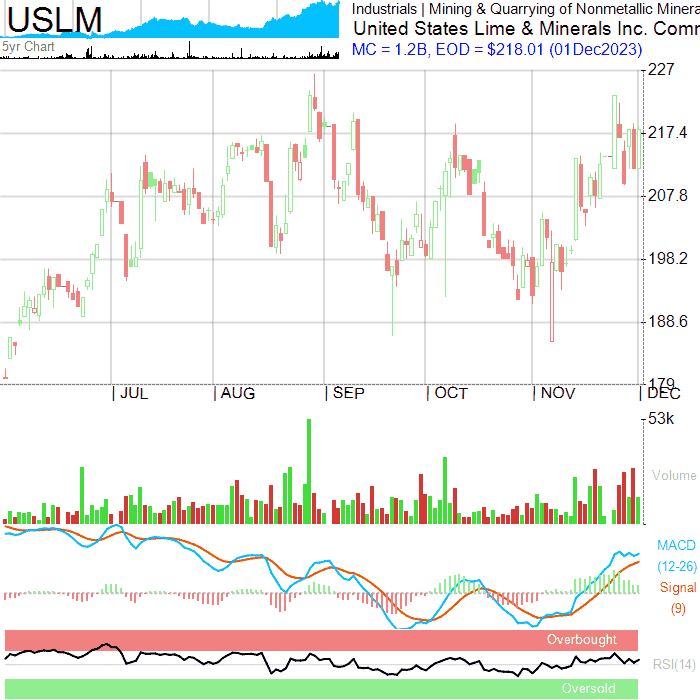 USLM
5yr Chart
Industrials | Mining & Quarrying of Nonmetallic Minera
United States Lime & Minerals Inc. Comm
MC = 1.2B, EOD = $218.01 (01Dec2023)
227
217.4
207.8
198.2
188.6
179
| JUL | AUG | SEP | OCT | NOV | DEC
53k
Volume
MACD
(12-26)
Signal
(9)
Overbought
RSI(14)
Oversold